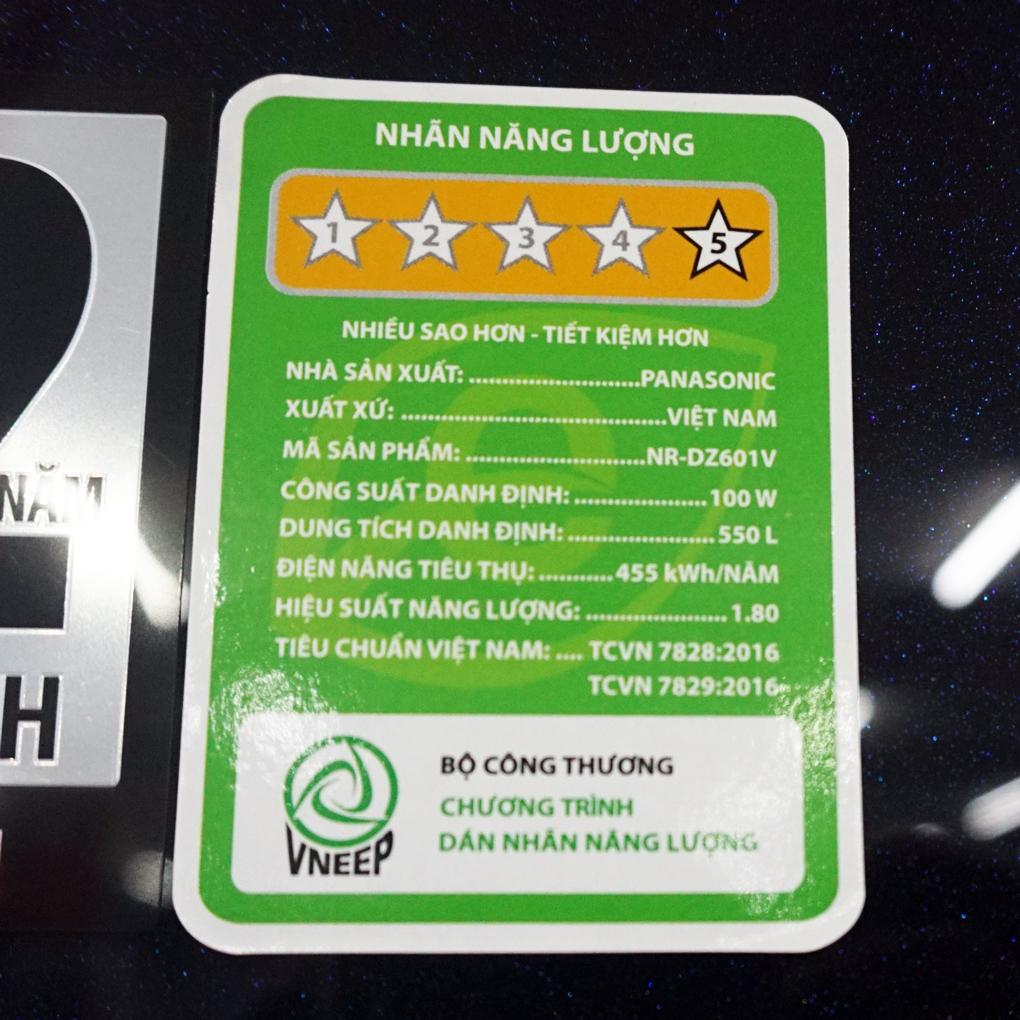 NHÃN NĂNG LƯỢNG
1 2 3 4 5
NHIỀU SAO HƠN - TIẾT KIỆM HƠN
NHÀ SẢN XUẤT: ............................PANASONIC
XUẤT XỨ: ............................................VIỆT NAM
MÃ SẢN PHẨM: .............................NR-DZ601V
CÔNG SUẤT DANH ĐỊNH: ...................... 100 W
DUNG TÍCH DANH ĐỊNH: ........................ 550 L
ĐIỆN NĂNG TIÊU THỤ: ............ 455 kWh/NĂM
HIỆU SUẤT NĂNG LƯỢNG: ....................... 1.80
TIÊU CHUẨN VIỆT NAM: .... TCVN 7828:2016
TCVN 7829:2016
BỘ CÔNG THƯƠNG
CHƯƠNG TRÌNH
DÁN NHÃN NĂNG LƯỢNG
VNEEP
2
NĂM
H